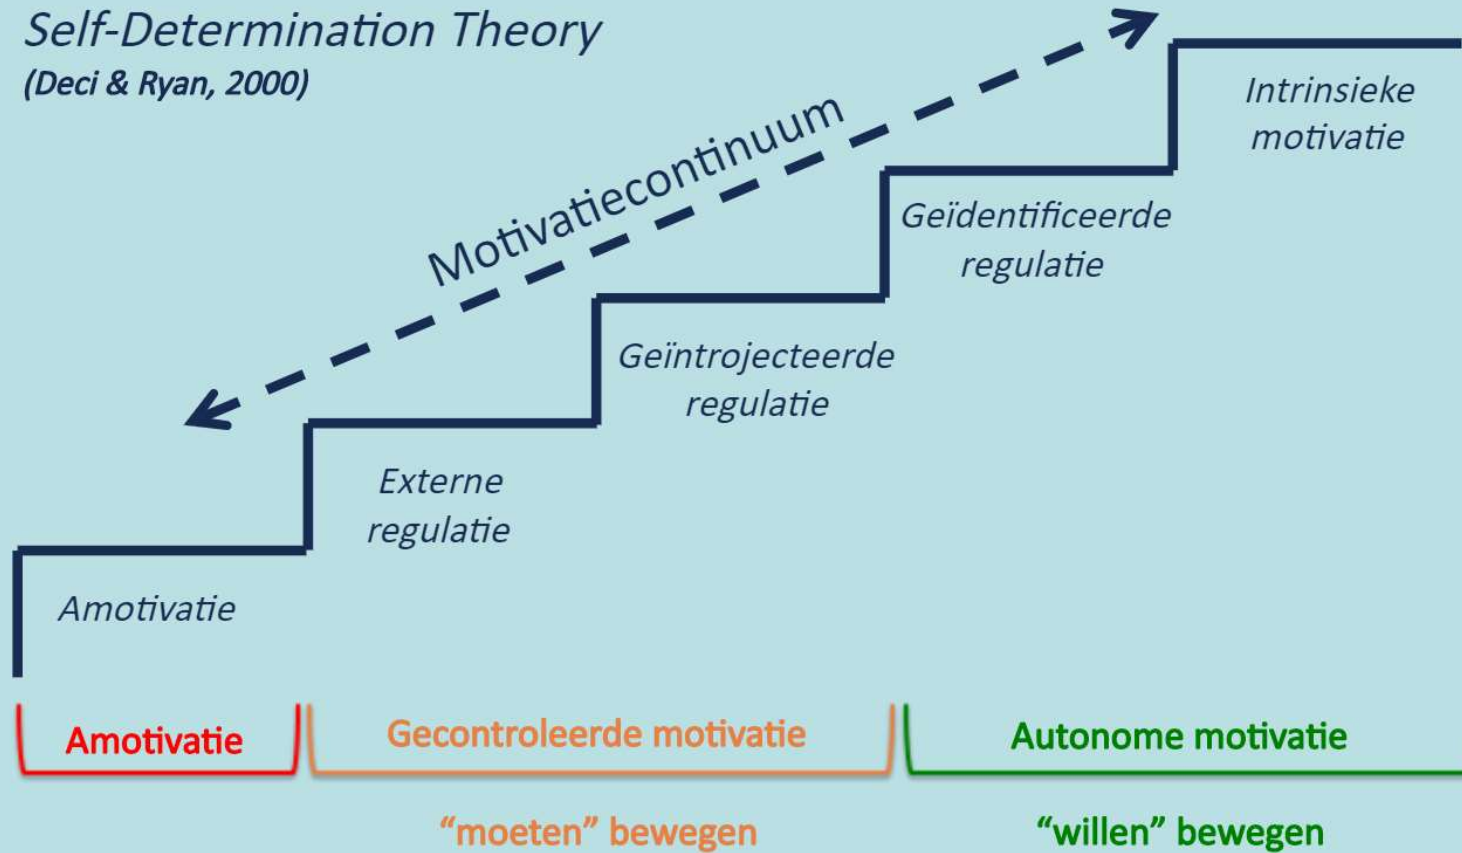 Self-Determination Theory
(Deci & Ryan, 2000)
Motivatiecontinuum
Intrinsieke
motivatie
Geïdentificeerde
regulatie
Geïntrojecteerde
regulatie
Externe
regulatie
Amotivatie
Amotivatie
Gecontroleerde motivatie
Autonome motivatie
“moeten” bewegen
“willen” bewegen